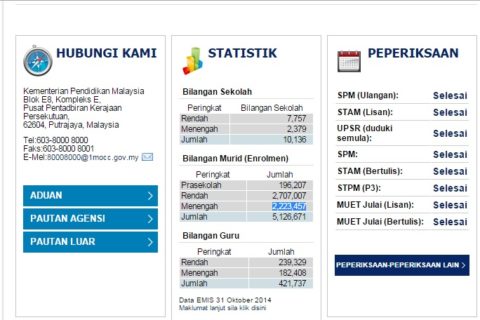 HUBUNGI KAMI
Kementerian Pendidikan Malaysia
Blok E8, Kompleks E,
Pusat Pentadbiran Kerajaan
Persekutuan,
62604, Putrajaya, Malaysia
Tel:603-8000 8000
Faks:603-8000 8001
E-Mel:80008000@1mocc.gov.my
ADUAN
PAUTAN AGENSI
PAUTAN LUAR
STATISTIK
Bilangan Sekolah
Peringkat Bilangan Sekolah
Rendah 7,757
Menengah 2,379
Jumlah 10,136
Bilangan Murid (Enrolmen)
Peringkat Jumlah
Prasekolah 196,207
Rendah 2,707,007
Menengah 2,223,457
Jumlah 5,126,671
Bilangan Guru
Peringkat Jumlah
Rendah 239,329
Menengah 182,408
Jumlah 421,737
Data EMIS 31 Oktober 2014
Maklumat lanjut sila klik disini
PEPERIKSAAN
SPM (Ulangan): Selesai
STAM (Lisan): Selesai
UPSR (duduki Selesai
semula):
SPM: Selesai
STAM (Bertulis): Selesai
STPM (P3): Selesai
MUET Julai (Lisan): Selesai
MUET Julai (Bertulis): Selesai
PEPERIKSAAN-PEPERIKSAAN LAIN